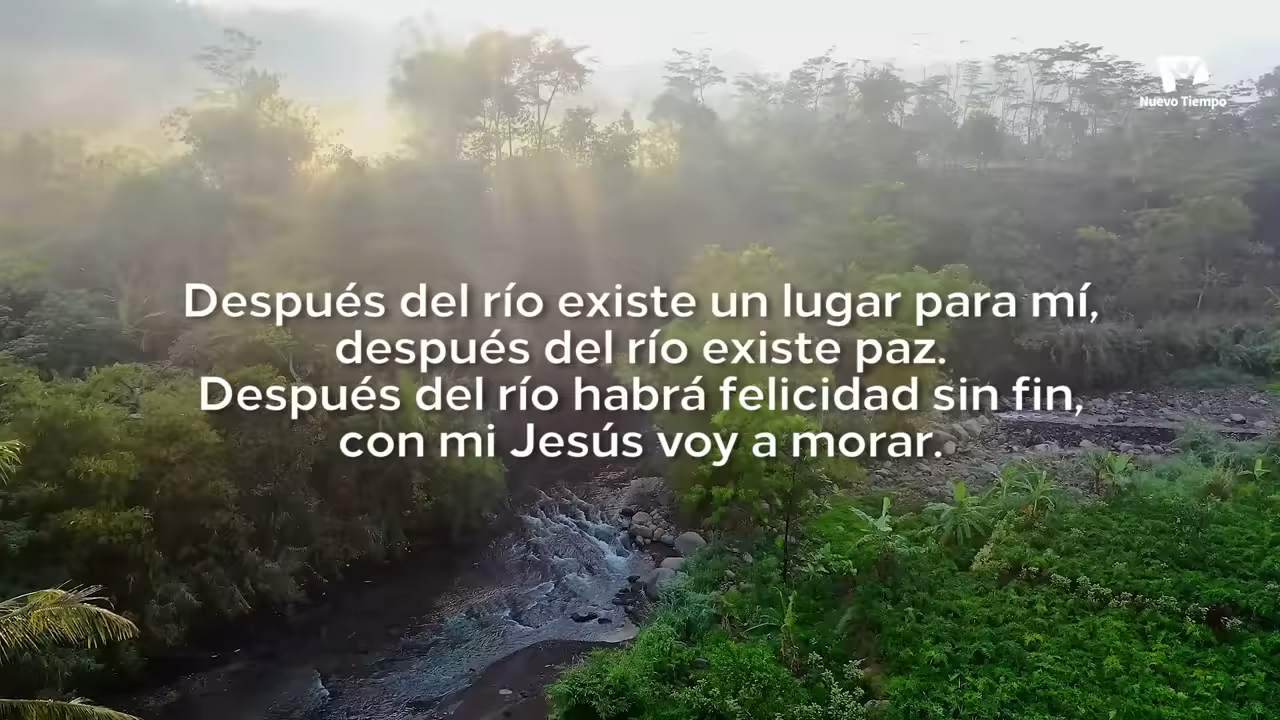 Nuevo Tiempo
Después del río existe un lugar para mí,
después del río existe paz.
Después del río habrá felicidad sin fin,
con mi Jesús voy a morar.